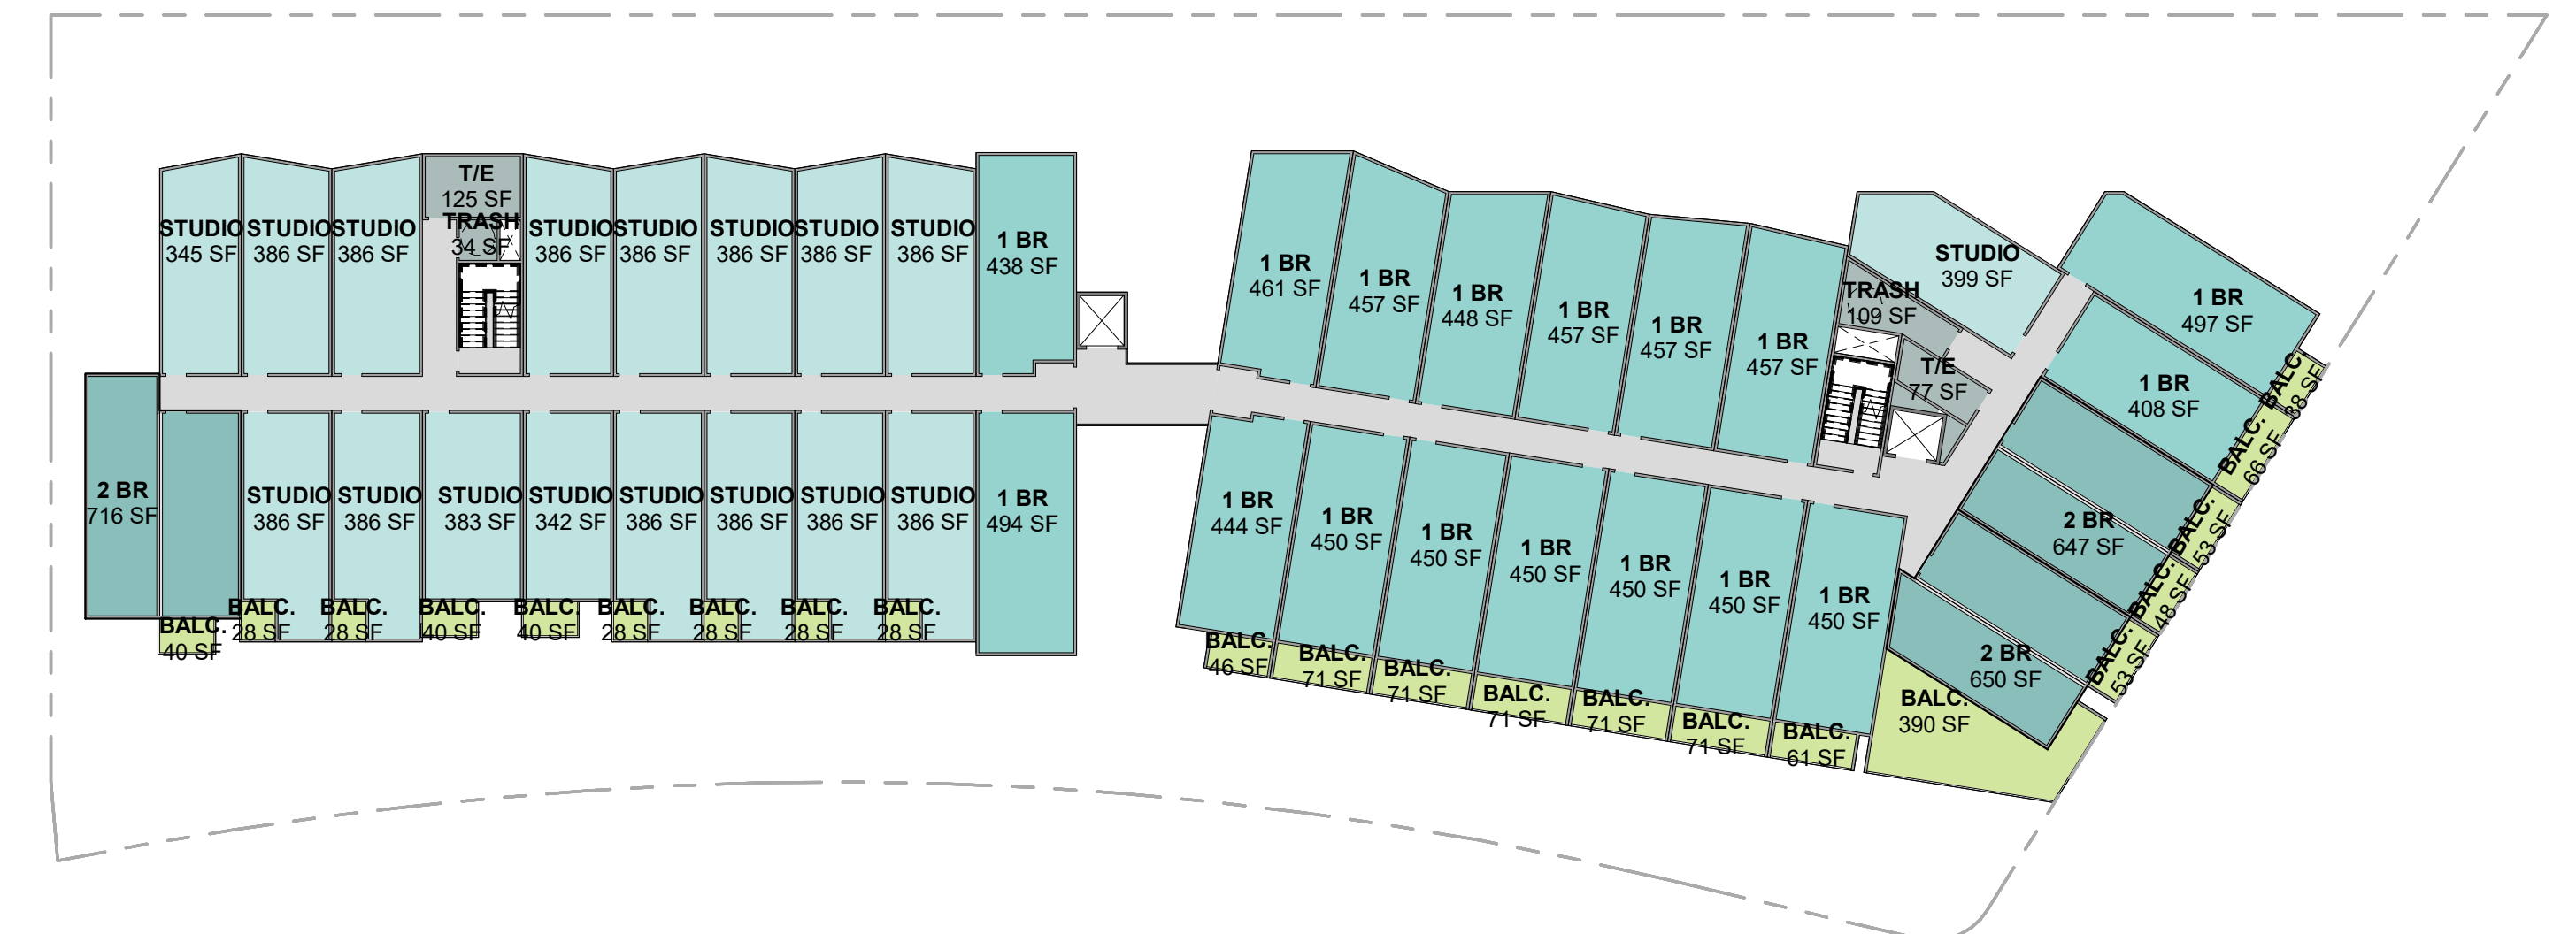 STUDIO
345 SF
STUDIO
386 SF
STUDIO
386 SF
T/E
125 SF
TRASH
34 SF
STUDIO
386 SF
STUDIO
386 SF
STUDIO
386 SF
STUDIO
386 SF
STUDIO
386 SF
1 BR
438 SF
2 BR
716 SF
STUDIO
386 SF
STUDIO
386 SF
STUDIO
383 SF
STUDIO
342 SF
STUDIO
386 SF
STUDIO
386 SF
STUDIO
386 SF
STUDIO
386 SF
1 BR
494 SF
BALC.
40 SF
BALC.
28 SF
BALC.
28 SF
BALC.
40 SF
BALC.
40 SF
BALC.
28 SF
BALC.
28 SF
BALC.
28 SF
BALC.
28 SF
1 BR
461 SF
1 BR
457 SF
1 BR
448 SF
1 BR
457 SF
1 BR
457 SF
1 BR
457 SF
TRASH
109 SF
T/E
77 SF
STUDIO
399 SF
1 BR
497 SF
1 BR
408 SF
2 BR
647 SF
2 BR
650 SF
BALC.
38 SF
BALC.
66 SF
BALC.
53 SF
BALC.
48 SF
BALC.
53 SF
1 BR
444 SF
1 BR
450 SF
1 BR
450 SF
1 BR
450 SF
1 BR
450 SF
1 BR
450 SF
1 BR
450 SF
BALC.
46 SF
BALC.
71 SF
BALC.
71 SF
BALC.
71 SF
BALC.
71 SF
BALC.
71 SF
BALC.
61 SF
BALC.
390 SF